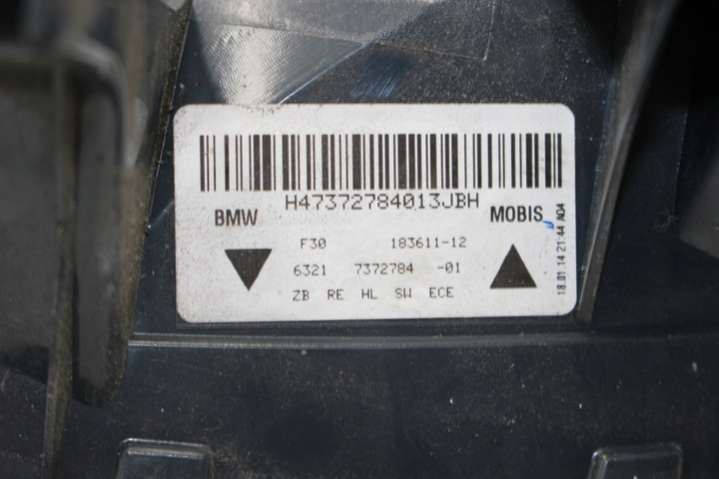 H47372784013JBH
BMW MOBIS
F30 183611-12
6321 7372784 -01
ZB RE HL SW ECE
18.01.14 21:44 A04